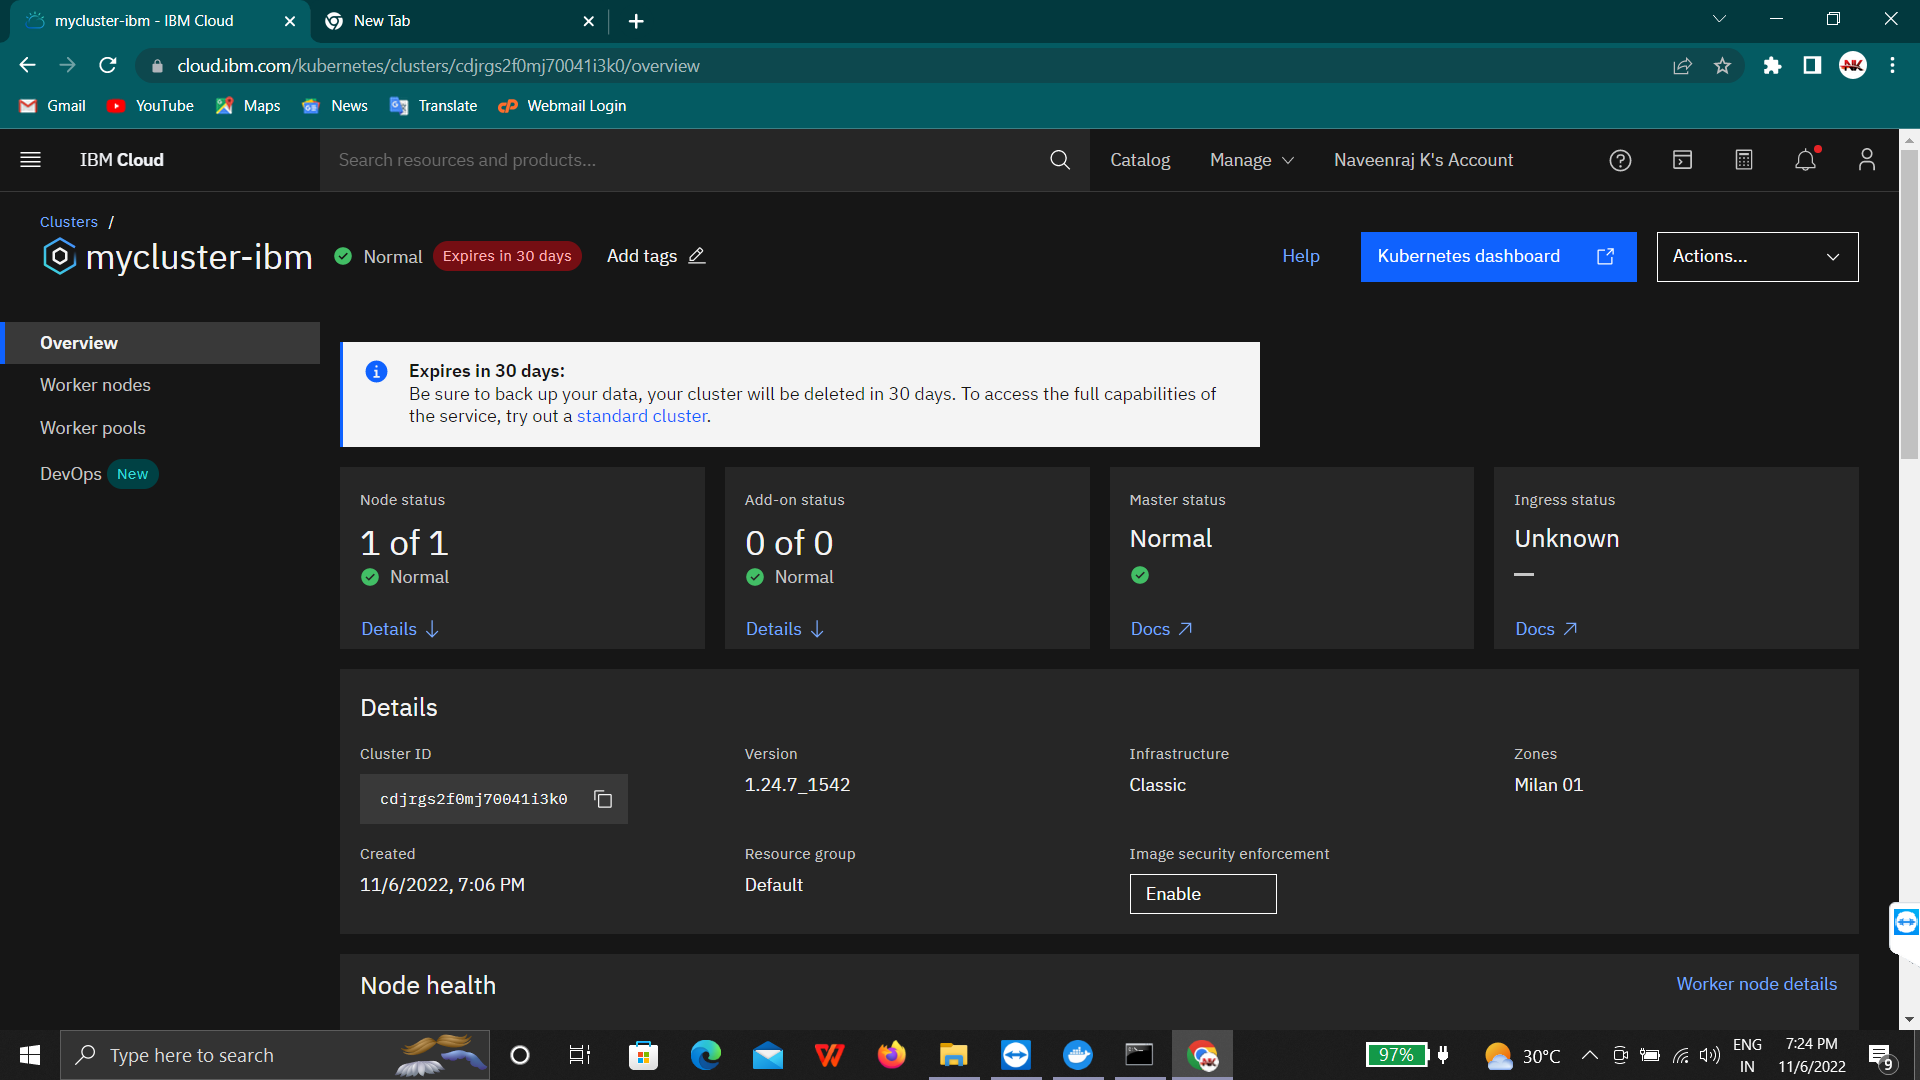 mycluster-ibm - IBM Cloud
New Tab
cloud.ibm.com/kubernetes/clusters/cdjrgs2f0mj70041i3k0/overview
NK
Gmail
YouTube
Maps
News
Translate
Webmail Login
IBM Cloud
Search resources and products...
Catalog
Manage
Naveenraj K's Account
Clusters /
mycluster-ibm
Normal
Expires in 30 days
Add tags
Help
Kubernetes dashboard
Actions...
Overview
Worker nodes
Worker pools
DevOps New
Expires in 30 days:
Be sure to back up your data, your cluster will be deleted in 30 days. To access the full capabilities of
the service, try out a standard cluster.
Node status
1 of 1
Normal
Details
Add-on status
0 of 0
Normal
Details
Master status
Normal
Docs
Ingress status
Unknown
—
Docs
Details
Cluster ID
cdjrgs2f0mj70041i3k0
Version
1.24.7_1542
Infrastructure
Classic
Zones
Milan 01
Created
11/6/2022, 7:06 PM
Resource group
Default
Image security enforcement
Enable
Node health
Worker node details
Type here to search
97%
30°C
ENG
IN
7:24 PM
11/6/2022
9